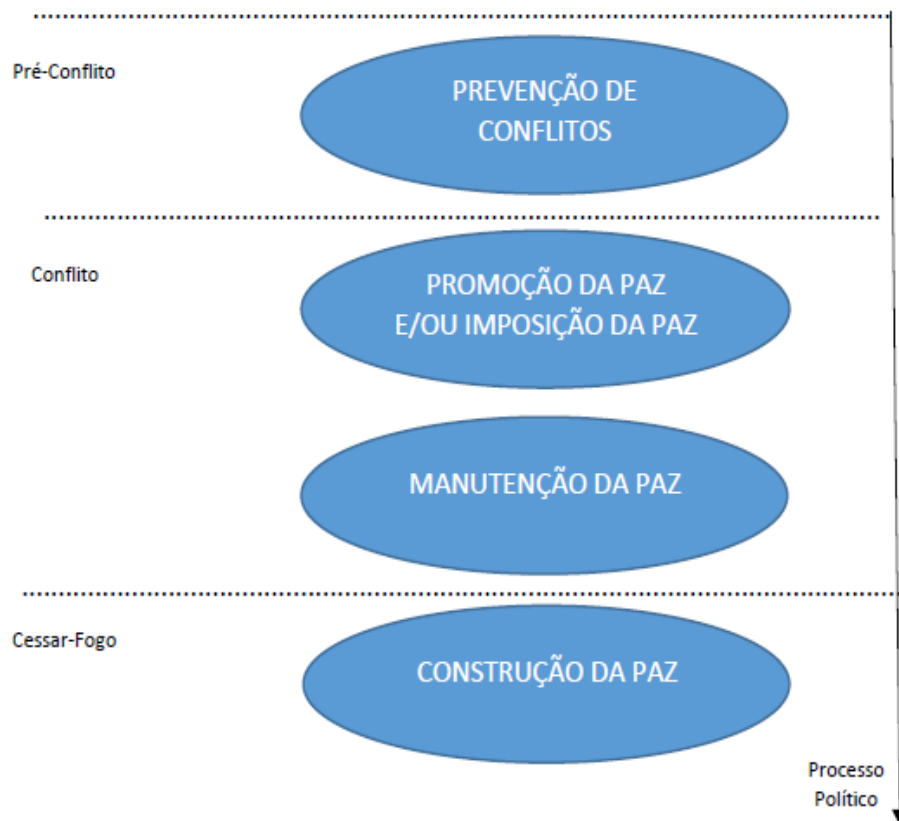 Pré-Conflito
PREVENÇÃO DE
CONFLITOS
Conflito
PROMOÇÃO DA PAZ
E/OU IMPOSIÇÃO DA PAZ
MANUTENÇÃO DA PAZ
Cessar-Fogo
CONSTRUÇÃO DA PAZ
Processo
Político